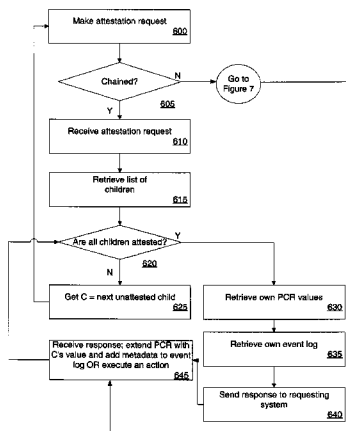 Make attestation request
600
Chained?
N
Go to
Figure 7
605
Y
Receive attestation request
610
Retrieve list of
children
615
Are all children attested?
Y
620
N
Get C = next unattested child
625
Retrieve own PCR values
630
Retrieve own event log
635
Receive response; extend PCR with
C's value and add metadata to event
log OR execute an action
645
Send response to requesting
system
640